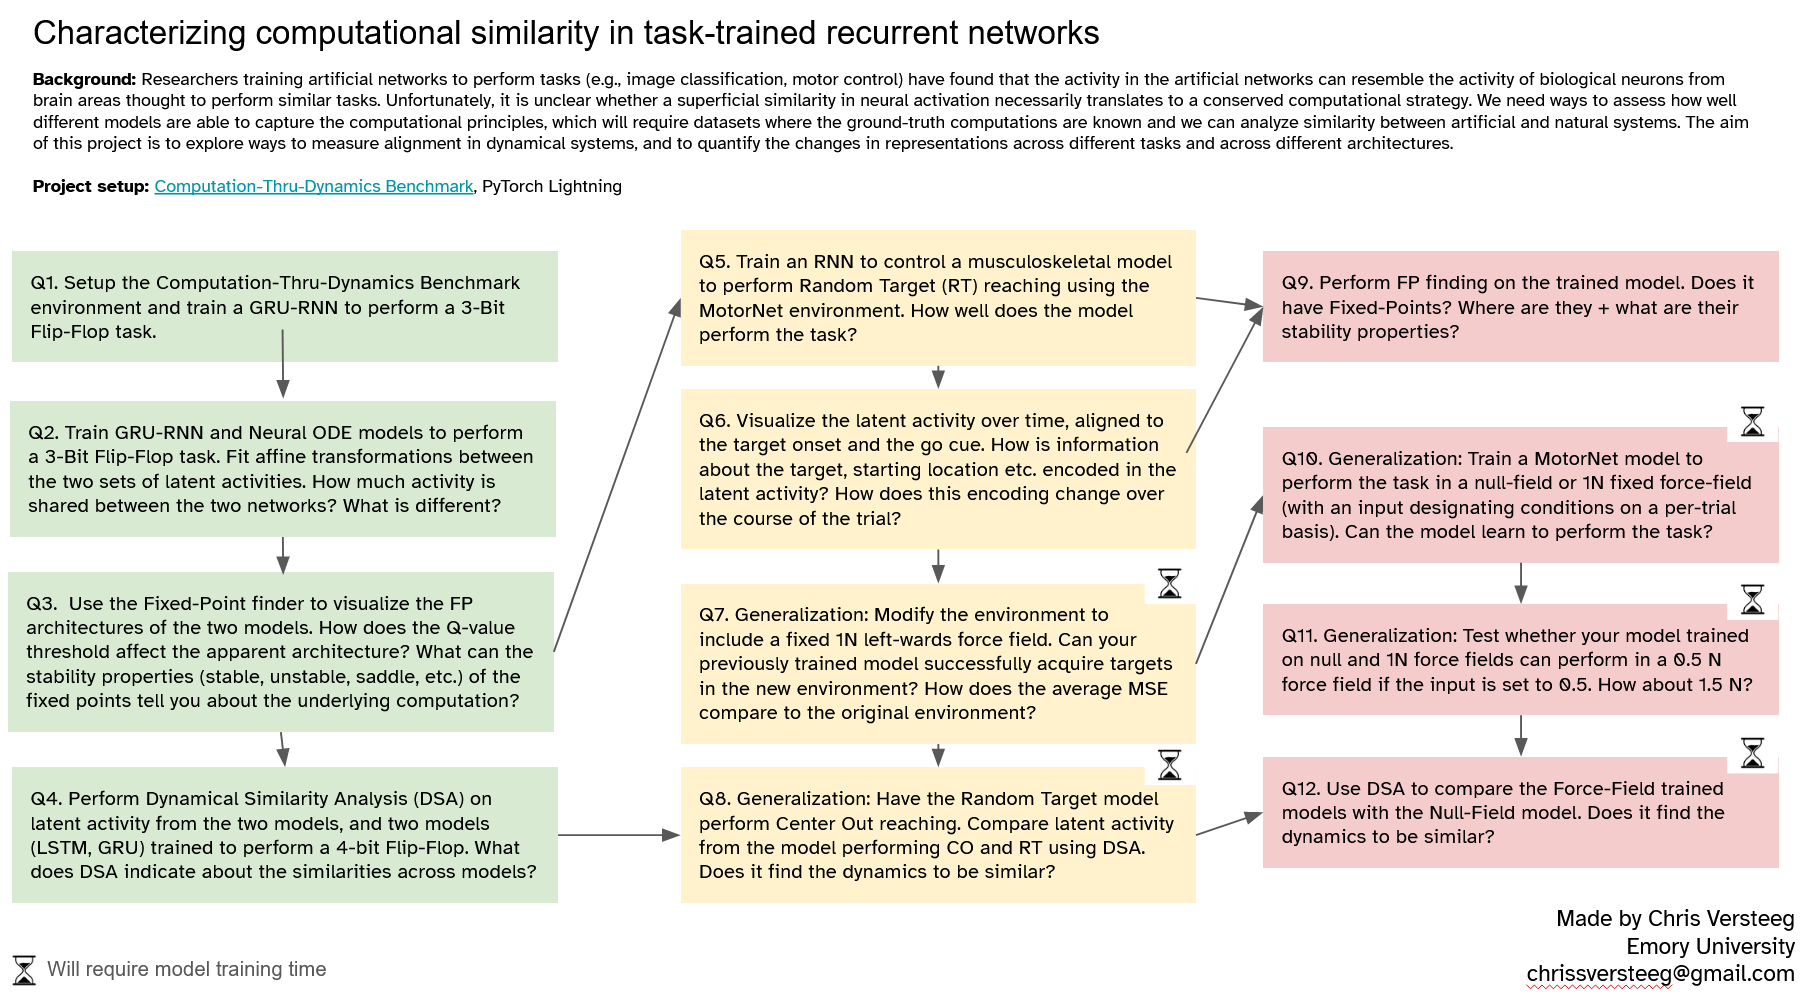 Characterizing computational similarity in task-trained recurrent networks
Background: Researchers training artificial networks to perform tasks (e.g., image classification, motor control) have found that the activity in the artificial networks can resemble the activity of biological neurons from
brain areas thought to perform similar tasks. Unfortunately, it is unclear whether a superficial similarity in neural activation necessarily translates to a conserved computational strategy. We need ways to assess how well
different models are able to capture the computational principles, which will require datasets where the ground-truth computations are known and we can analyze similarity between artificial and natural systems. The aim
of this project is to explore ways to measure alignment in dynamical systems, and to quantify the changes in representations across different tasks and across different architectures.
Project setup: Computation-Thru-Dynamics Benchmark, PyTorch Lightning
Q1. Setup the Computation-Thru-Dynamics Benchmark
environment and train a GRU-RNN to perform a 3-Bit
Flip-Flop task.
Q2. Train GRU-RNN and Neural ODE models to perform
a 3-Bit Flip-Flop task. Fit affine transformations between
the two sets of latent activities. How much activity is
shared between the two networks? What is different?
Q3.  Use the Fixed-Point finder to visualize the FP
architectures of the two models. How does the Q-value
threshold affect the apparent architecture? What can the
stability properties (stable, unstable, saddle, etc.) of the
fixed points tell you about the underlying computation?
Q4. Perform Dynamical Similarity Analysis (DSA) on
latent activity from the two models, and two models
(LSTM, GRU) trained to perform a 4-bit Flip-Flop. What
does DSA indicate about the similarities across models?
Q5. Train an RNN to control a musculoskeletal model
to perform Random Target (RT) reaching using the
MotorNet environment. How well does the model
perform the task?
Q6. Visualize the latent activity over time, aligned to
the target onset and the go cue. How is information
about the target, starting location etc. encoded in the
latent activity? How does this encoding change over
the course of the trial?
Q7. Generalization: Modify the environment to
include a fixed 1N left-wards force field. Can your
previously trained model successfully acquire targets
in the new environment? How does the average MSE
compare to the original environment?
Q8. Generalization: Have the Random Target model
perform Center Out reaching. Compare latent activity
from the model performing CO and RT using DSA.
Does it find the dynamics to be similar?
Q9. Perform FP finding on the trained model. Does it
have Fixed-Points? Where are they + what are their
stability properties?
Q10. Generalization: Train a MotorNet model to
perform the task in a null-field or 1N fixed force-field
(with an input designating conditions on a per-trial
basis). Can the model learn to perform the task?
Q11. Generalization: Test whether your model trained
on null and 1N force fields can perform in a 0.5 N
force field if the input is set to 0.5. How about 1.5 N?
Q12. Use DSA to compare the Force-Field trained
models with the Null-Field model. Does it find the
dynamics to be similar?
Will require model training time
Made by Chris Versteeg
Emory University
chrissversteeg@gmail.com